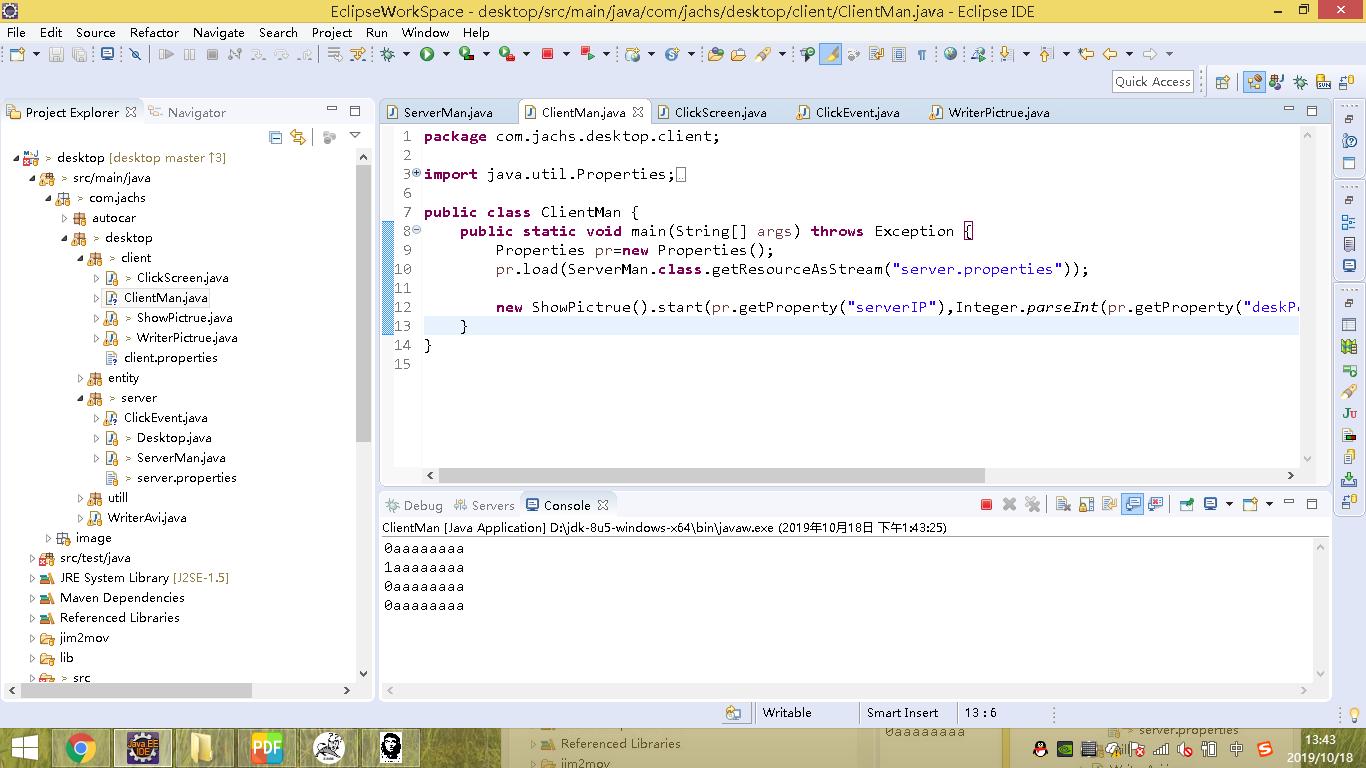 EclipseWorkSpace - desktop/src/main/java/com/jachs/desktop/client/ClientMan.java - Eclipse IDE
File Edit Source Refactor Navigate Search Project Run Window Help
Quick Access
Project Explorer Navigator
> desktop [desktop master ↑3]
> src/main/java
> com.jachs
autocar
> desktop
> client
> ClickScreen.java
ClientMan.java
> ShowPictrue.java
> WriterPictrue.java
client.properties
entity
> server
ClickEvent.java
> Desktop.java
> ServerMan.java
> server.properties
utill
WriterAvi.java
image
src/test/java
JRE System Library [J2SE-1.5]
Maven Dependencies
Referenced Libraries
jim2mov
lib
> src
ServerMan.java ClientMan.java ClickScreen.java ClickEvent.java WriterPictrue.java
1 package com.jachs.desktop.client;
2
3 import java.util.Properties;
6
7 public class ClientMan {
8 public static void main(String[] args) throws Exception {
9 Properties pr=new Properties();
10 pr.load(ServerMan.class.getResourceAsStream("server.properties"));
11
12 new ShowPictrue().start(pr.getProperty("serverIP"),Integer.parseInt(pr.getProperty("deskP
13 }
14 }
15
Debug Servers Console
ClientMan [Java Application] D:\jdk-8u5-windows-x64\bin\javaw.exe (2019年10月18日 下午1:43:25)
0aaaaaaaa
1aaaaaaaa
0aaaaaaaa
0aaaaaaaa
Writable Smart Insert 13 : 6
Java EE IDE
PDF
Referenced Libraries
jim2mov
0aaaaaaaa
> server.properties
中
13:43
2019/10/18